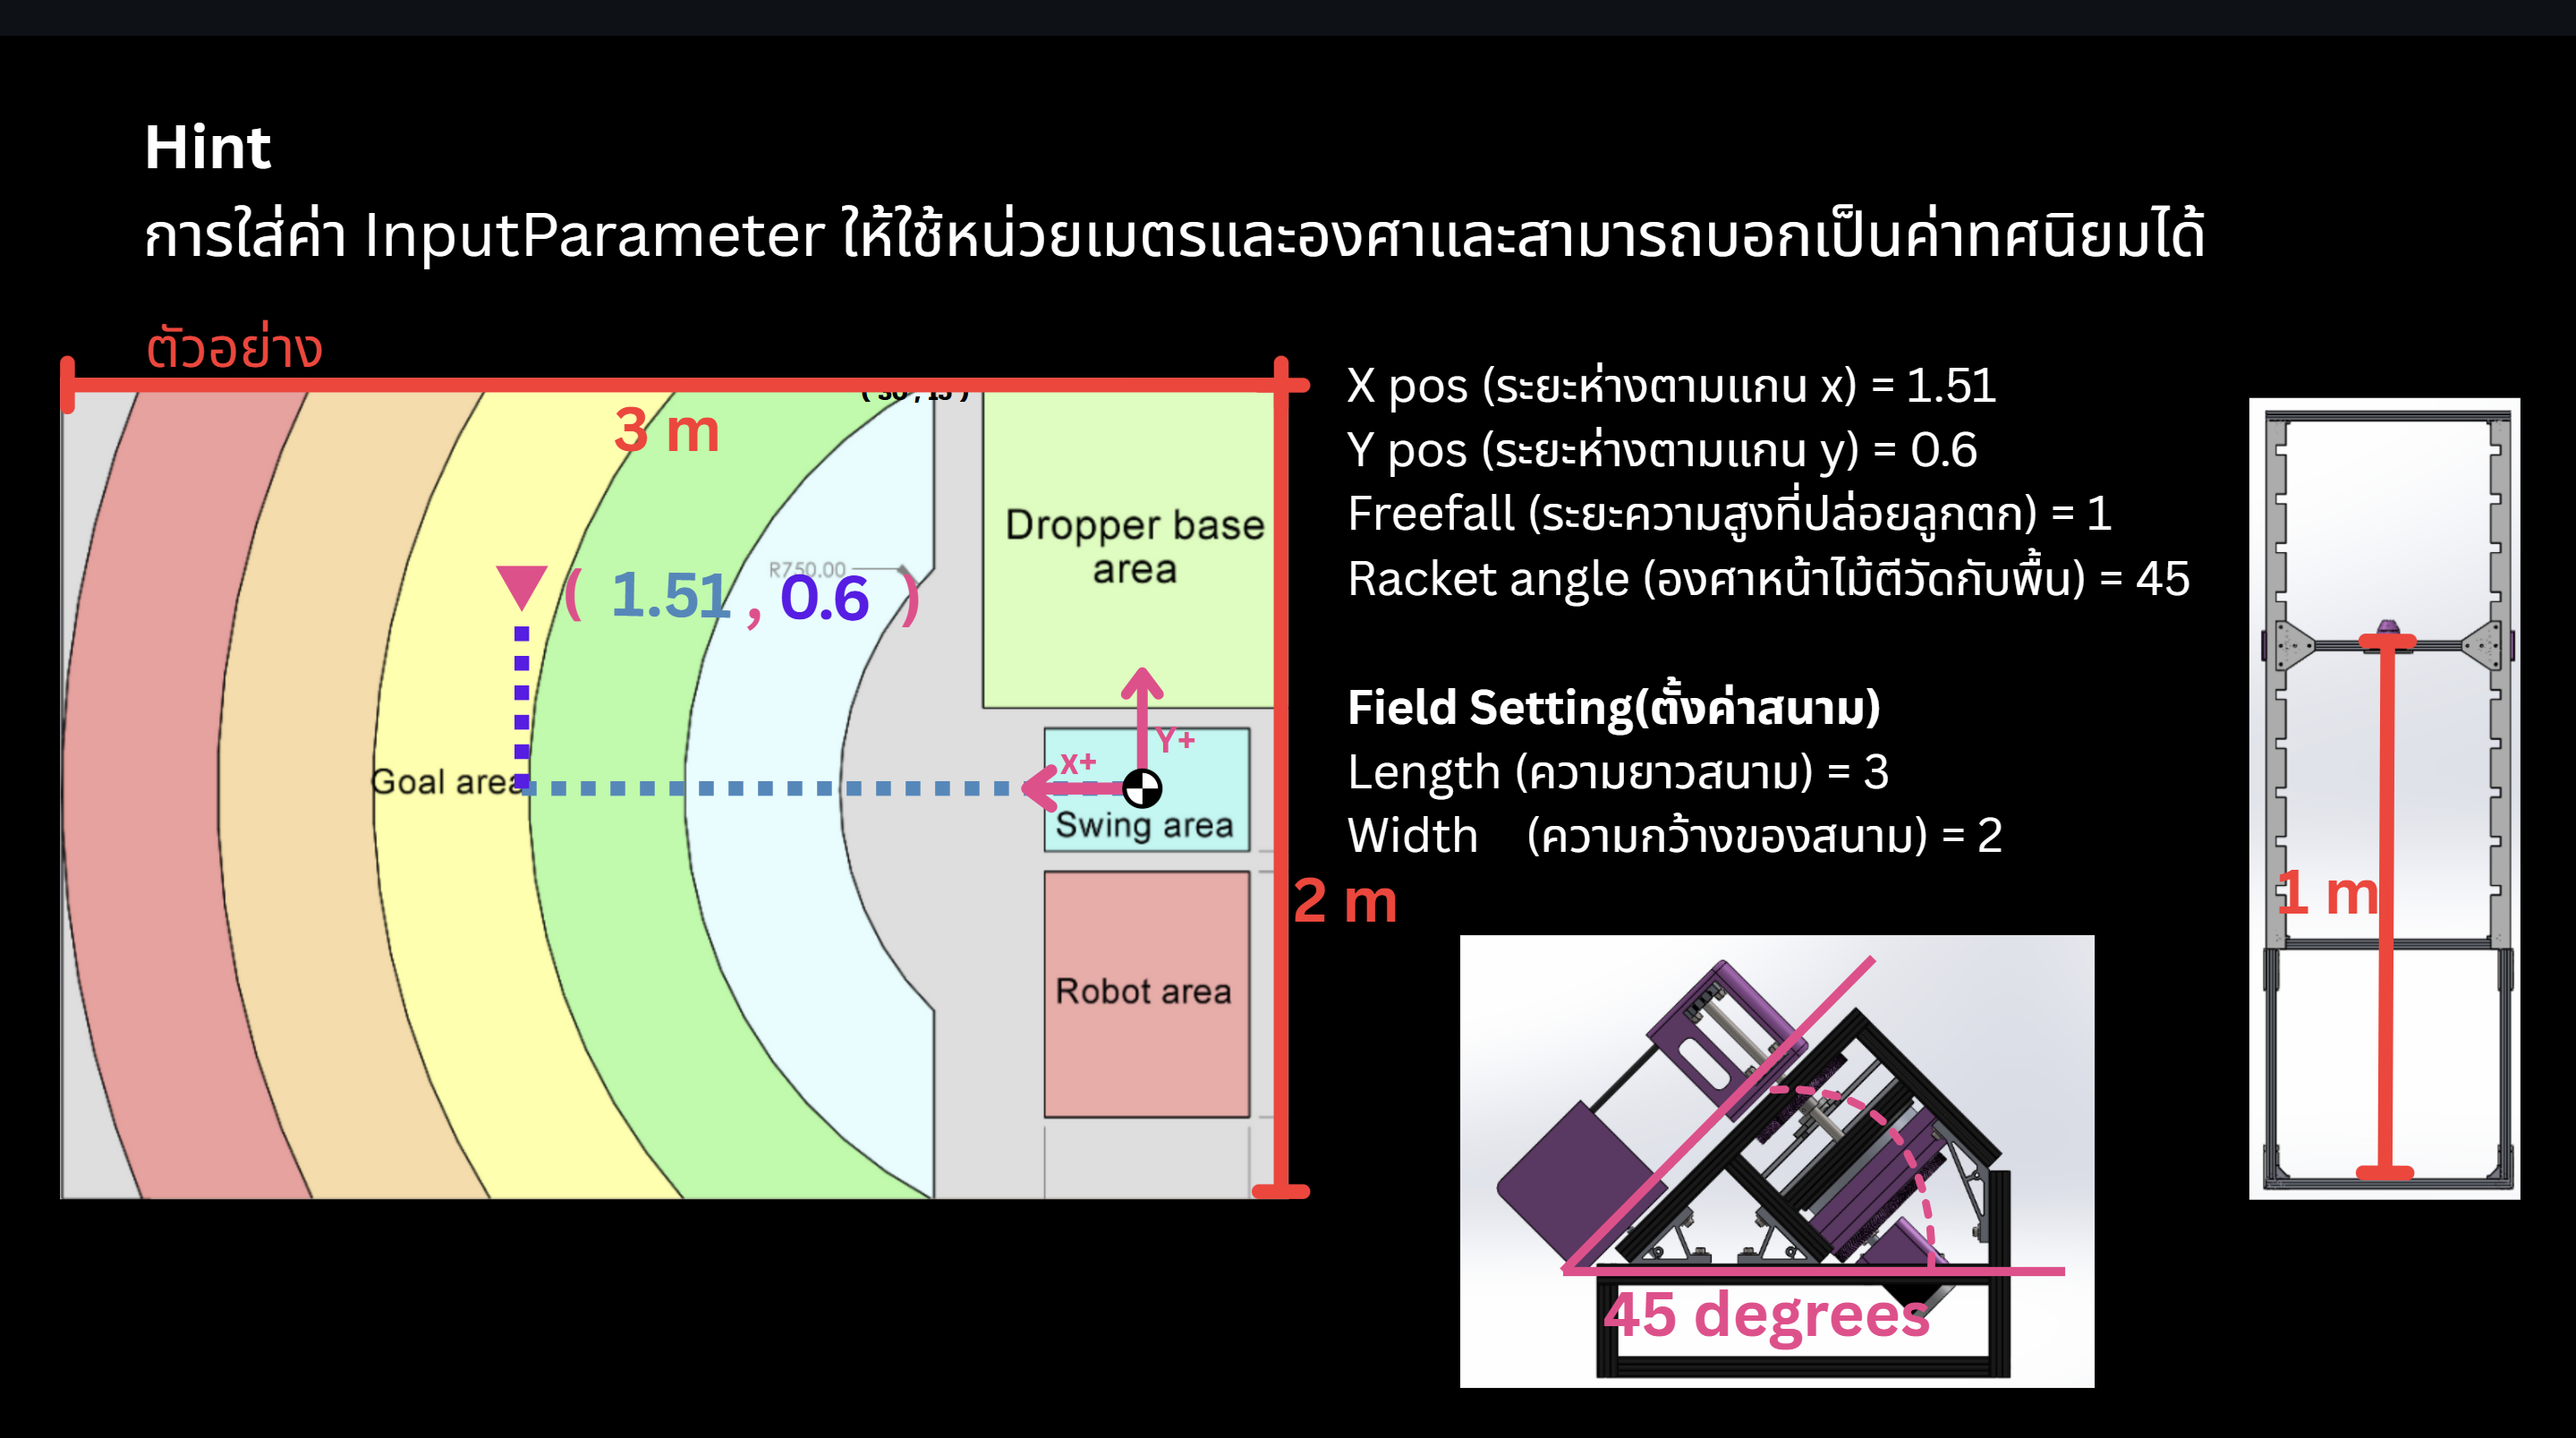 Hint
การใส่ค่า InputParameter ให้ใช้หน่วยเมตรและองศาและสามารถบอกเป็นค่าทศนิยมได้
ตัวอย่าง
3 m
Dropper base
area
R750.00
( 1.51 , 0.6 )
Y+
x+
Goal area
Swing area
Robot area
2 m
X pos (ระยะห่างตามแกน x) = 1.51
Y pos (ระยะห่างตามแกน y) = 0.6
Freefall (ระยะความสูงที่ปล่อยลูกตก) = 1
Racket angle (องศาหน้าไม้ตีวัดกับพื้น) = 45
Field Setting(ตั้งค่าสนาม)
Length (ความยาวสนาม) = 3
Width (ความกว้างของสนาม) = 2
45 degrees
1 m